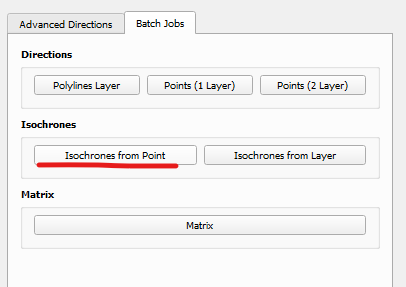 Advanced Directions
Batch Jobs
Directions
Polylines Layer
Points (1 Layer)
Points (2 Layer)
Isochrones
Isochrones from Point
Isochrones from Layer
Matrix
Matrix